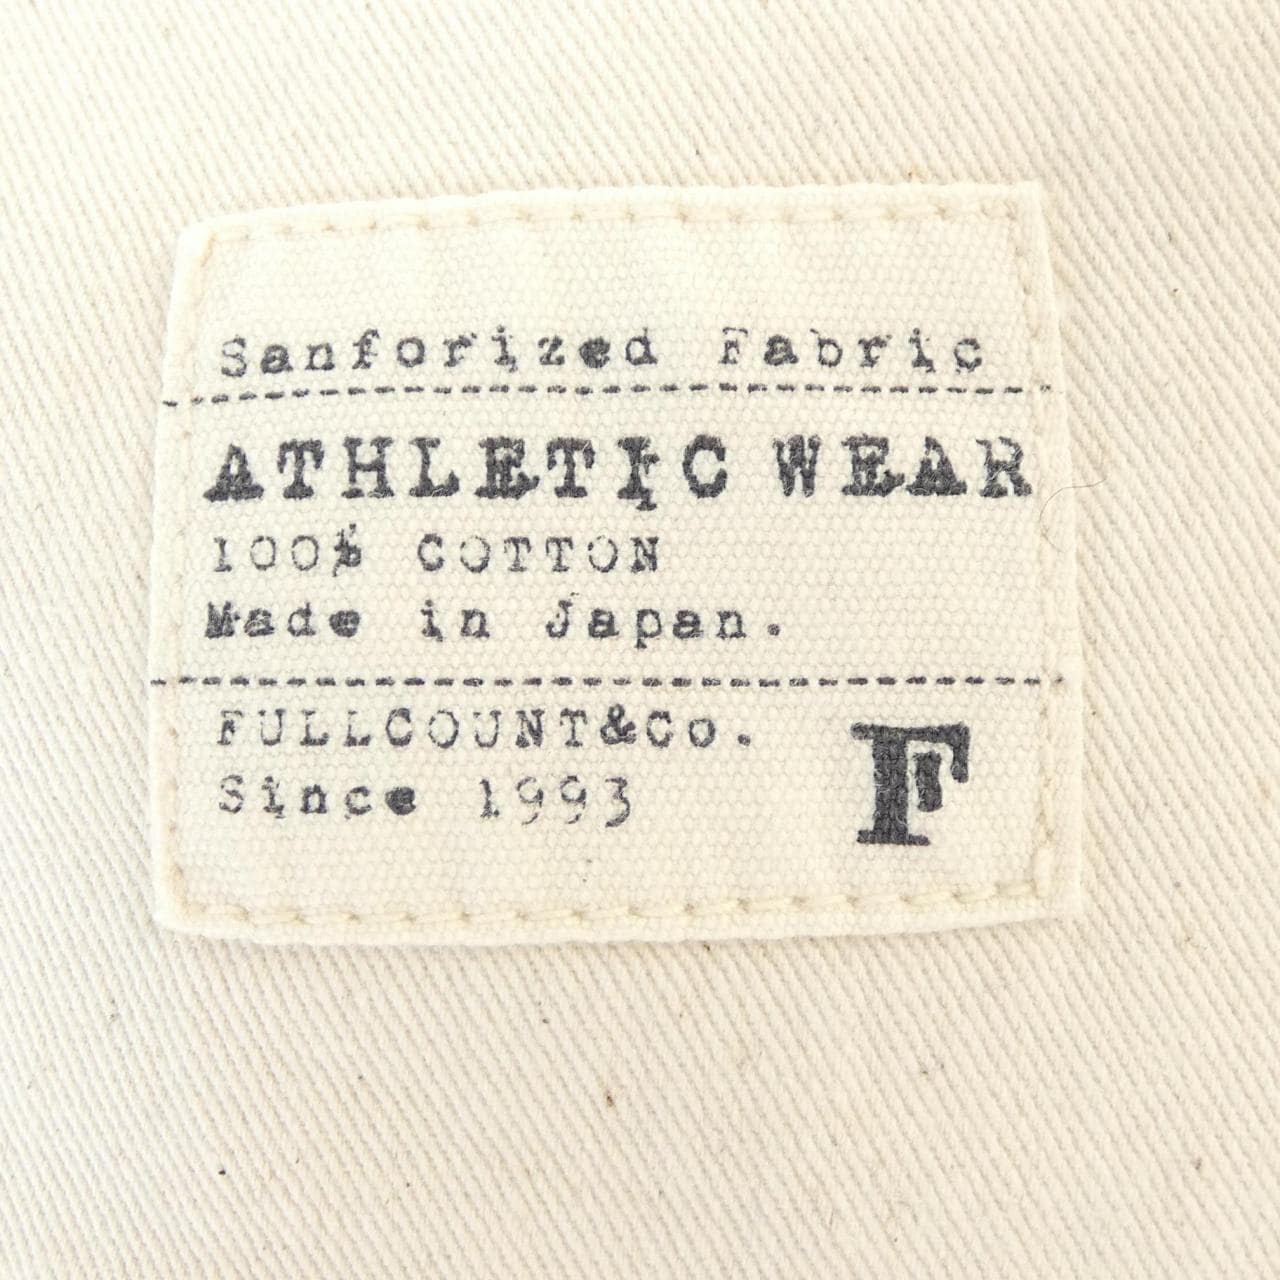 Sanforized Fabric
ATHLETIC WEAR
100% COTTON
Made in Japan.
FULLCOUNT&Co.
Since 1993
F